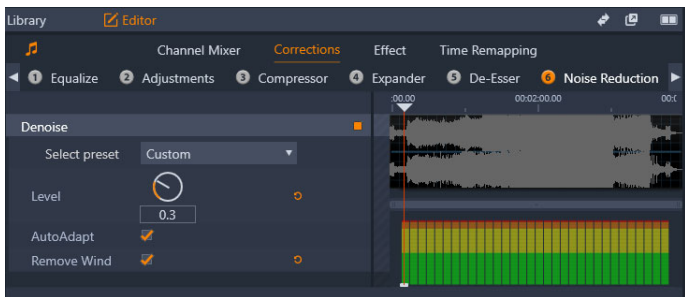 Library Editor
Channel Mixer Corrections Effect Time Remapping
1 Equalize 2 Adjustments 3 Compressor 4 Expander 5 De-Esser 6 Noise Reduction
:00.00 00:02:00.00 00:(
Denoise
Select preset Custom
Level
0.3
AutoAdapt
Remove Wind